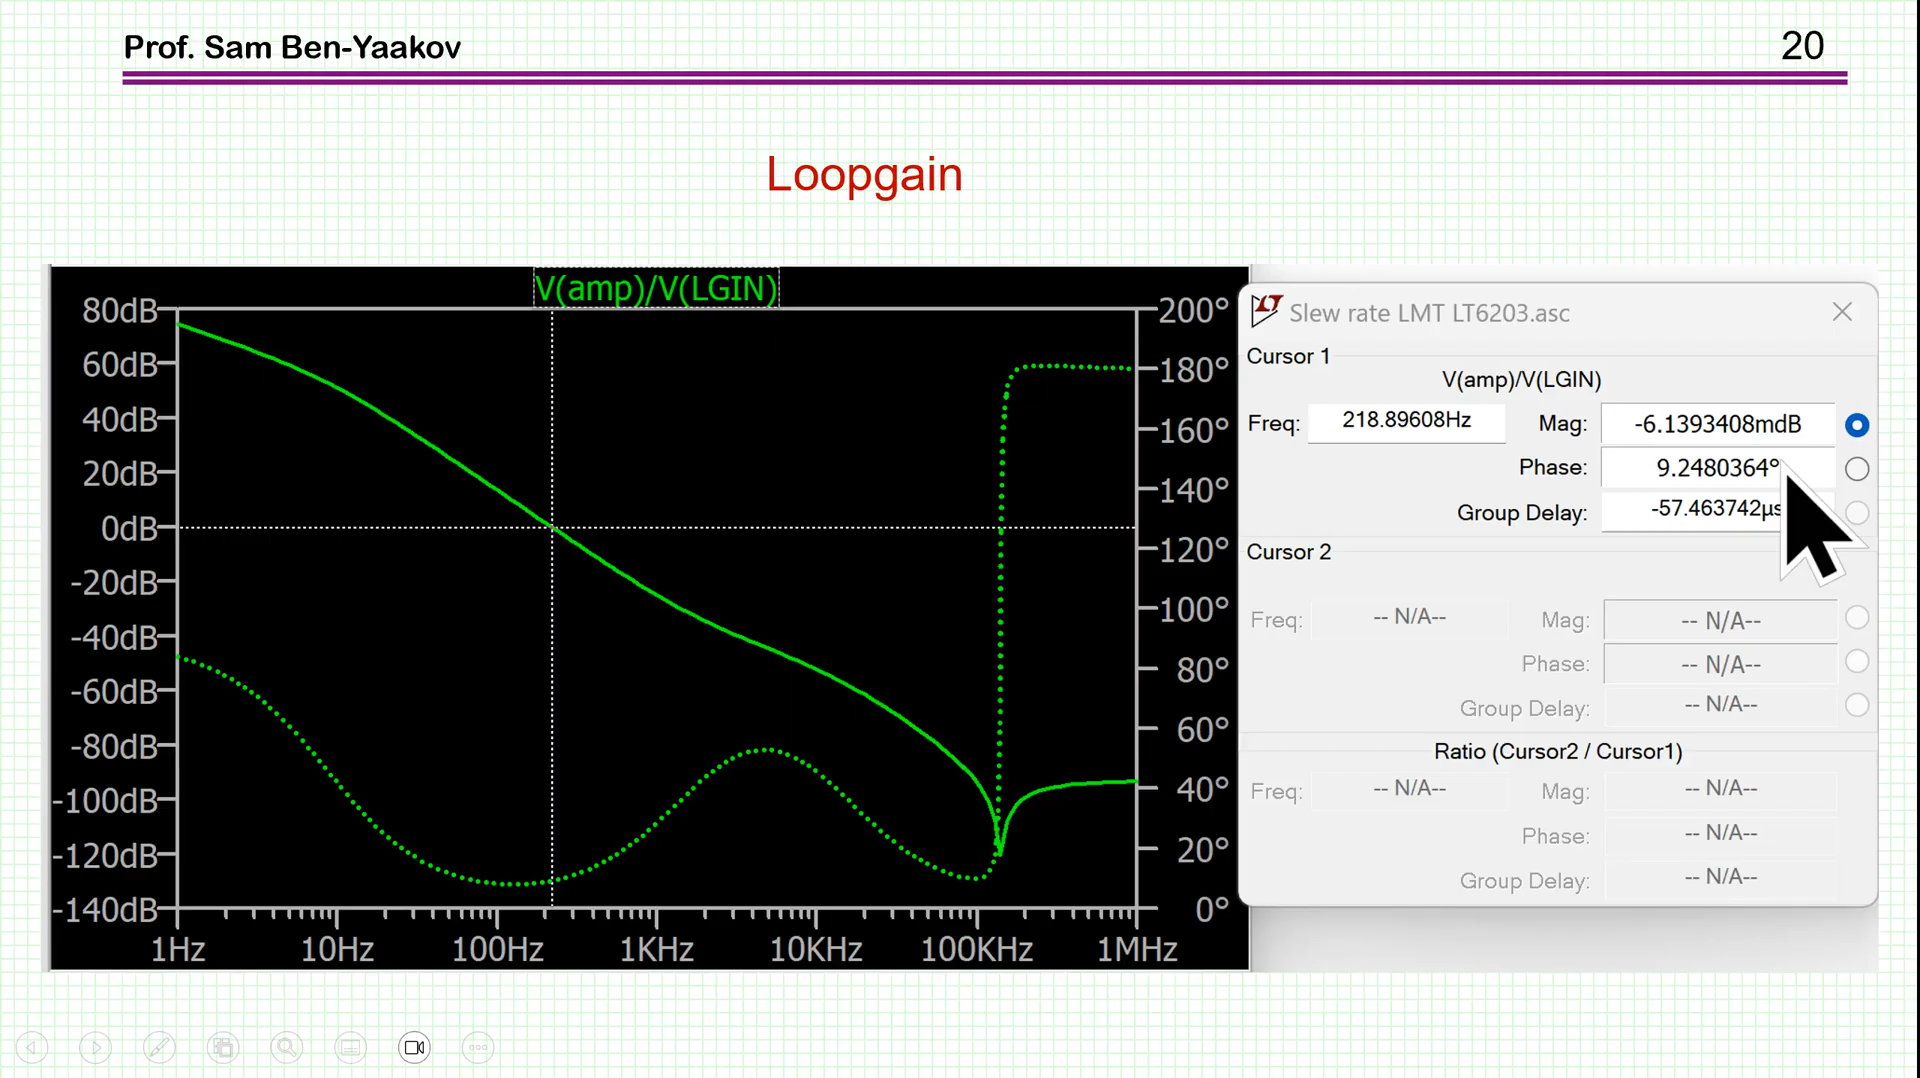 Prof. Sam Ben-Yaakov
20
Loopgain
V(amp)/V(LGIN)
80dB
60dB
40dB
20dB
0dB
-20dB
-40dB
-60dB
-80dB
-100dB
-120dB
-140dB
200°
180°
160°
140°
120°
100°
80°
60°
40°
20°
0°
1Hz 10Hz 100Hz 1KHz 10KHz 100KHz 1MHz
LT Slew rate LMT LT6203.asc
Cursor 1
V(amp)/V(LGIN)
Freq: 218.89608Hz Mag: -6.1393408mdB
Phase: 9.2480364°
Group Delay: -57.463742µs
Cursor 2
Freq: -- N/A-- Mag: -- N/A--
Phase: -- N/A--
Group Delay: -- N/A--
Ratio (Cursor2 / Cursor1)
Freq: -- N/A-- Mag: -- N/A--
Phase: -- N/A--
Group Delay: -- N/A--